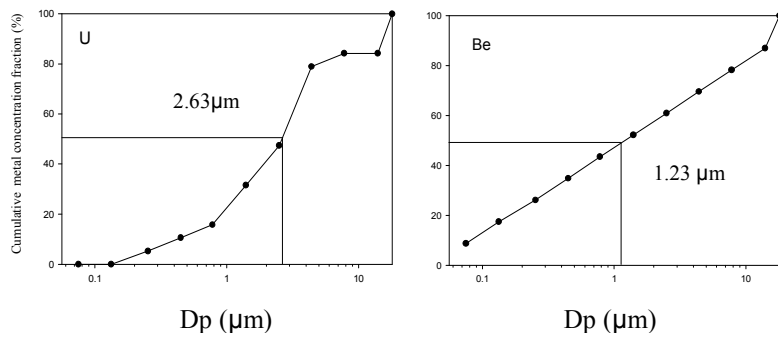 Cumulative metal concentration fraction (%)
100
80
60
40
20
0
U
2.63μm
0.1
1
10
Dp (μm)
100
80
60
40
20
0
Be
1.23 μm
0.1
1
10
Dp (μm)